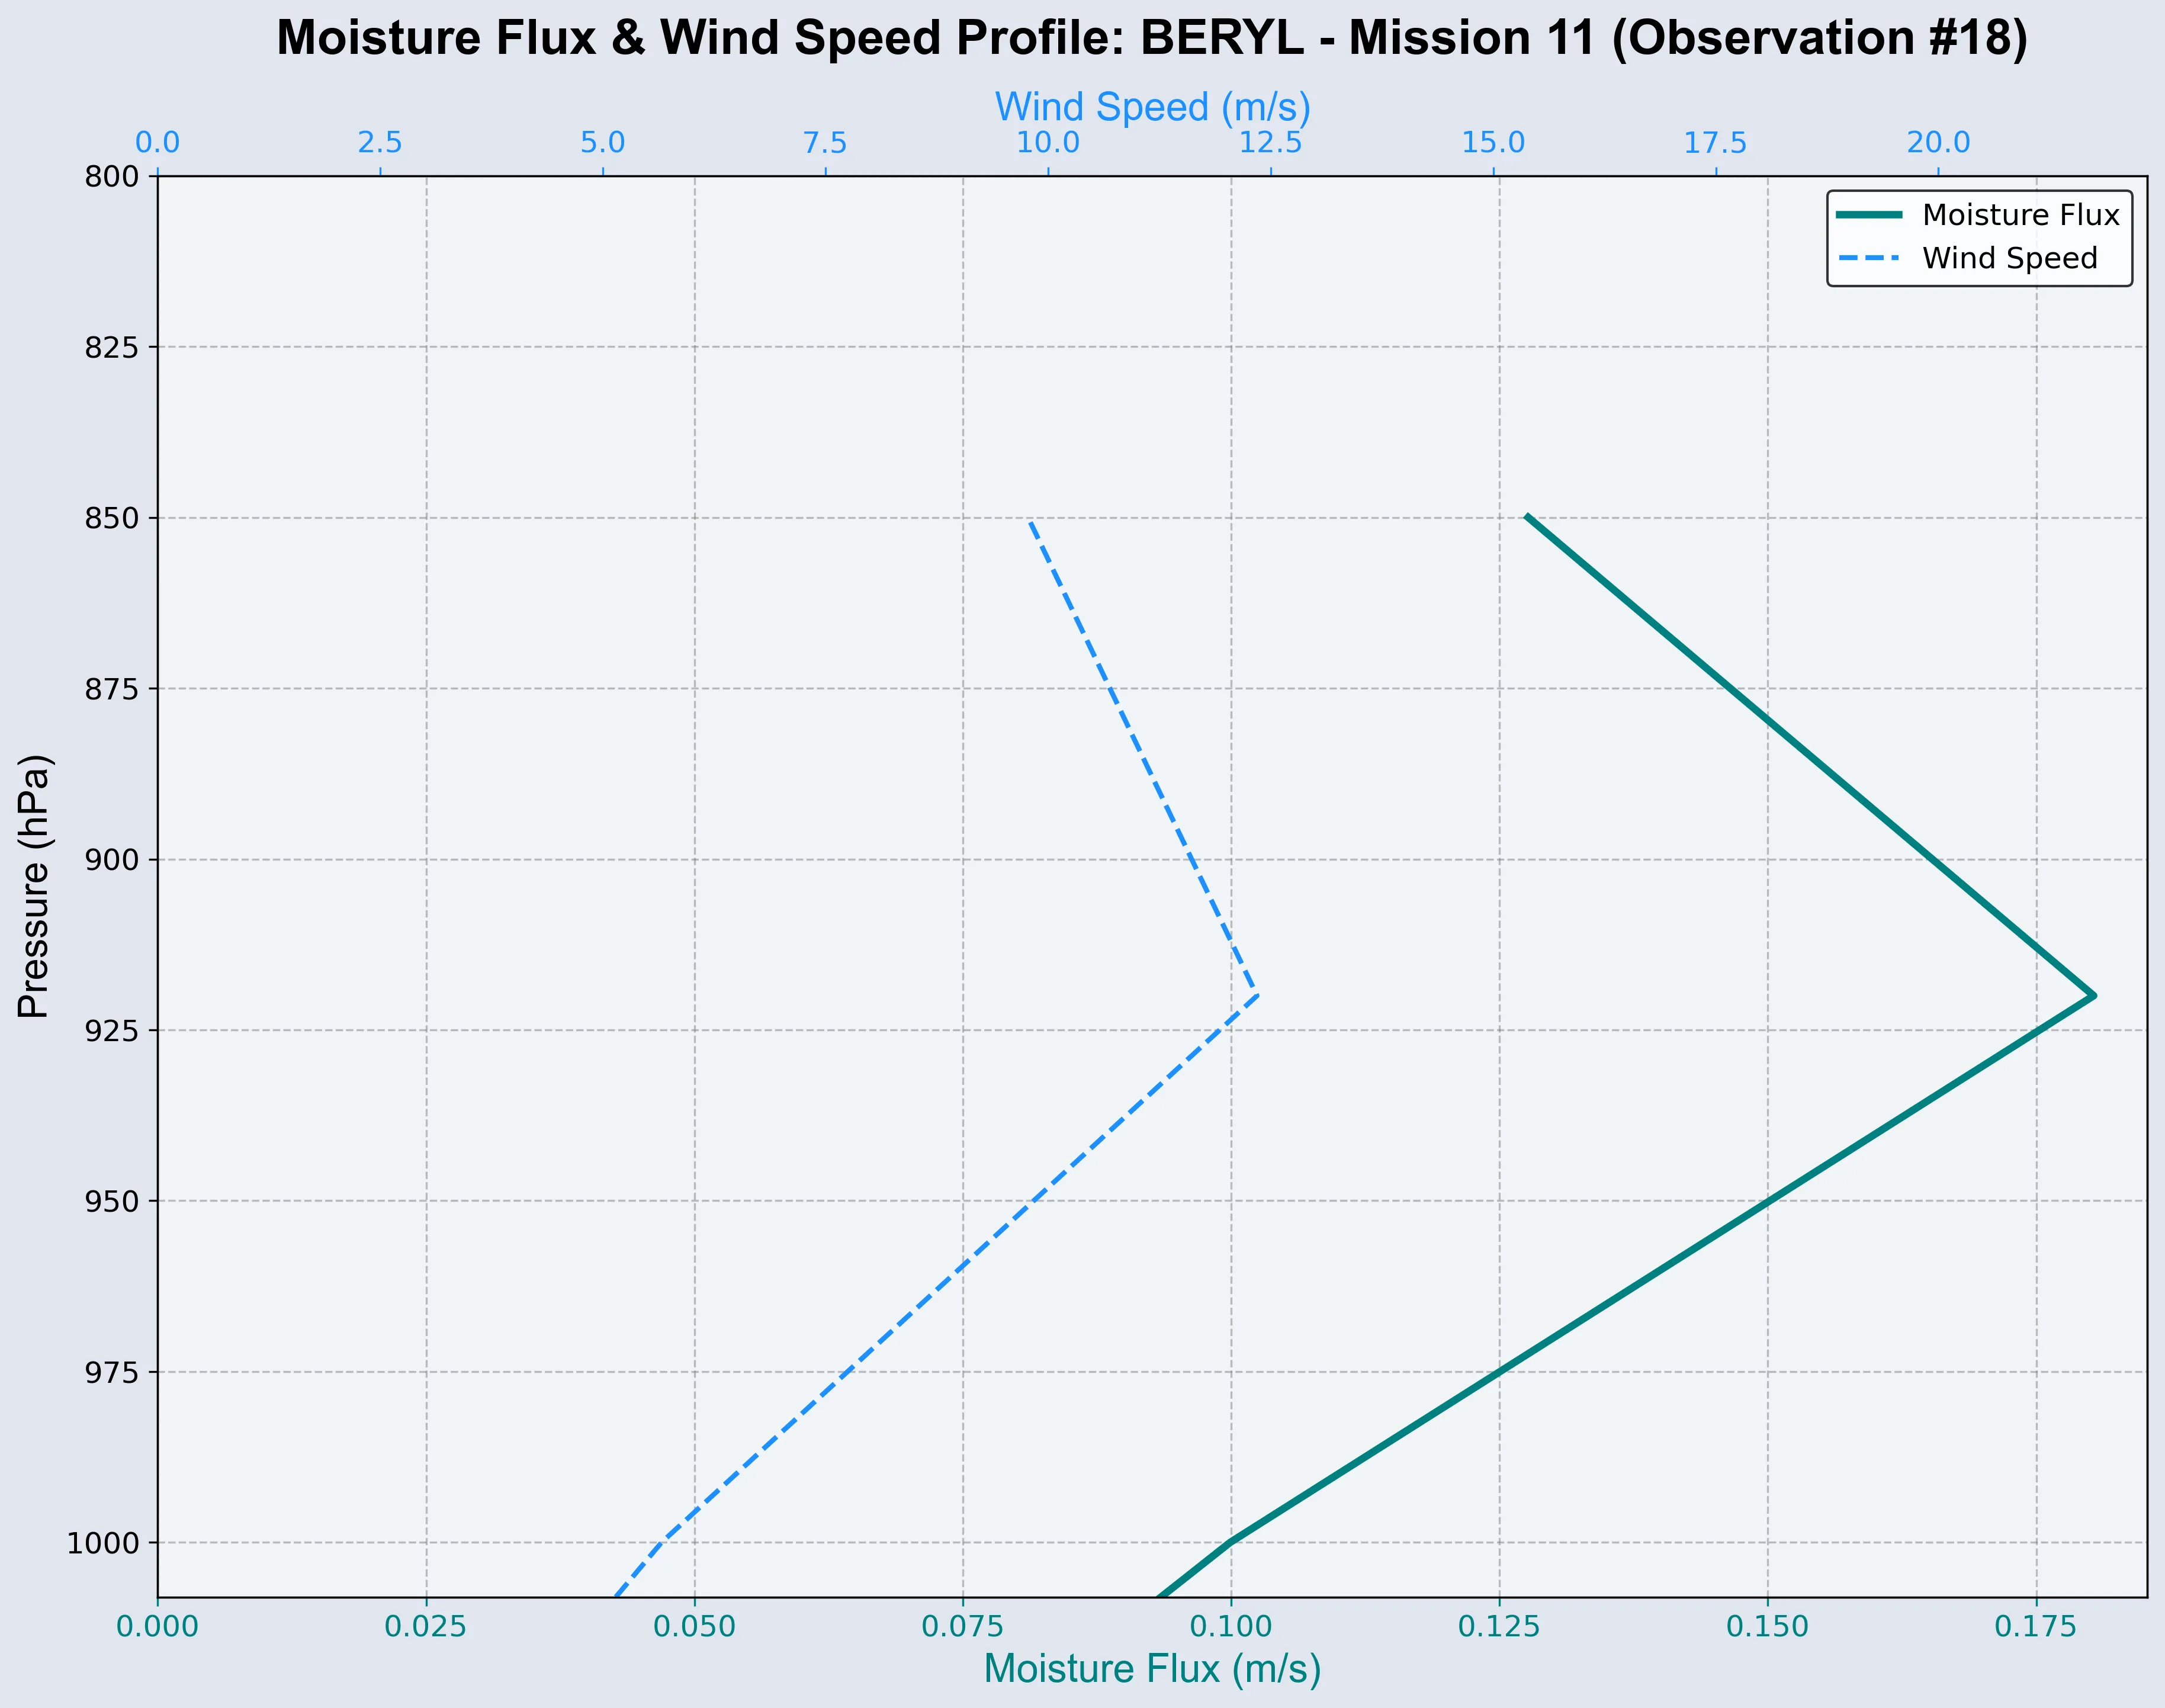 Moisture Flux & Wind Speed Profile: BERYL - Mission 11 (Observation #18)
Wind Speed (m/s)
0.0 2.5 5.0 7.5 10.0 12.5 15.0 17.5 20.0
Moisture Flux
Wind Speed
800
825
850
875
900
925
950
975
1000
Pressure (hPa)
0.000 0.025 0.050 0.075 0.100 0.125 0.150 0.175
Moisture Flux (m/s)